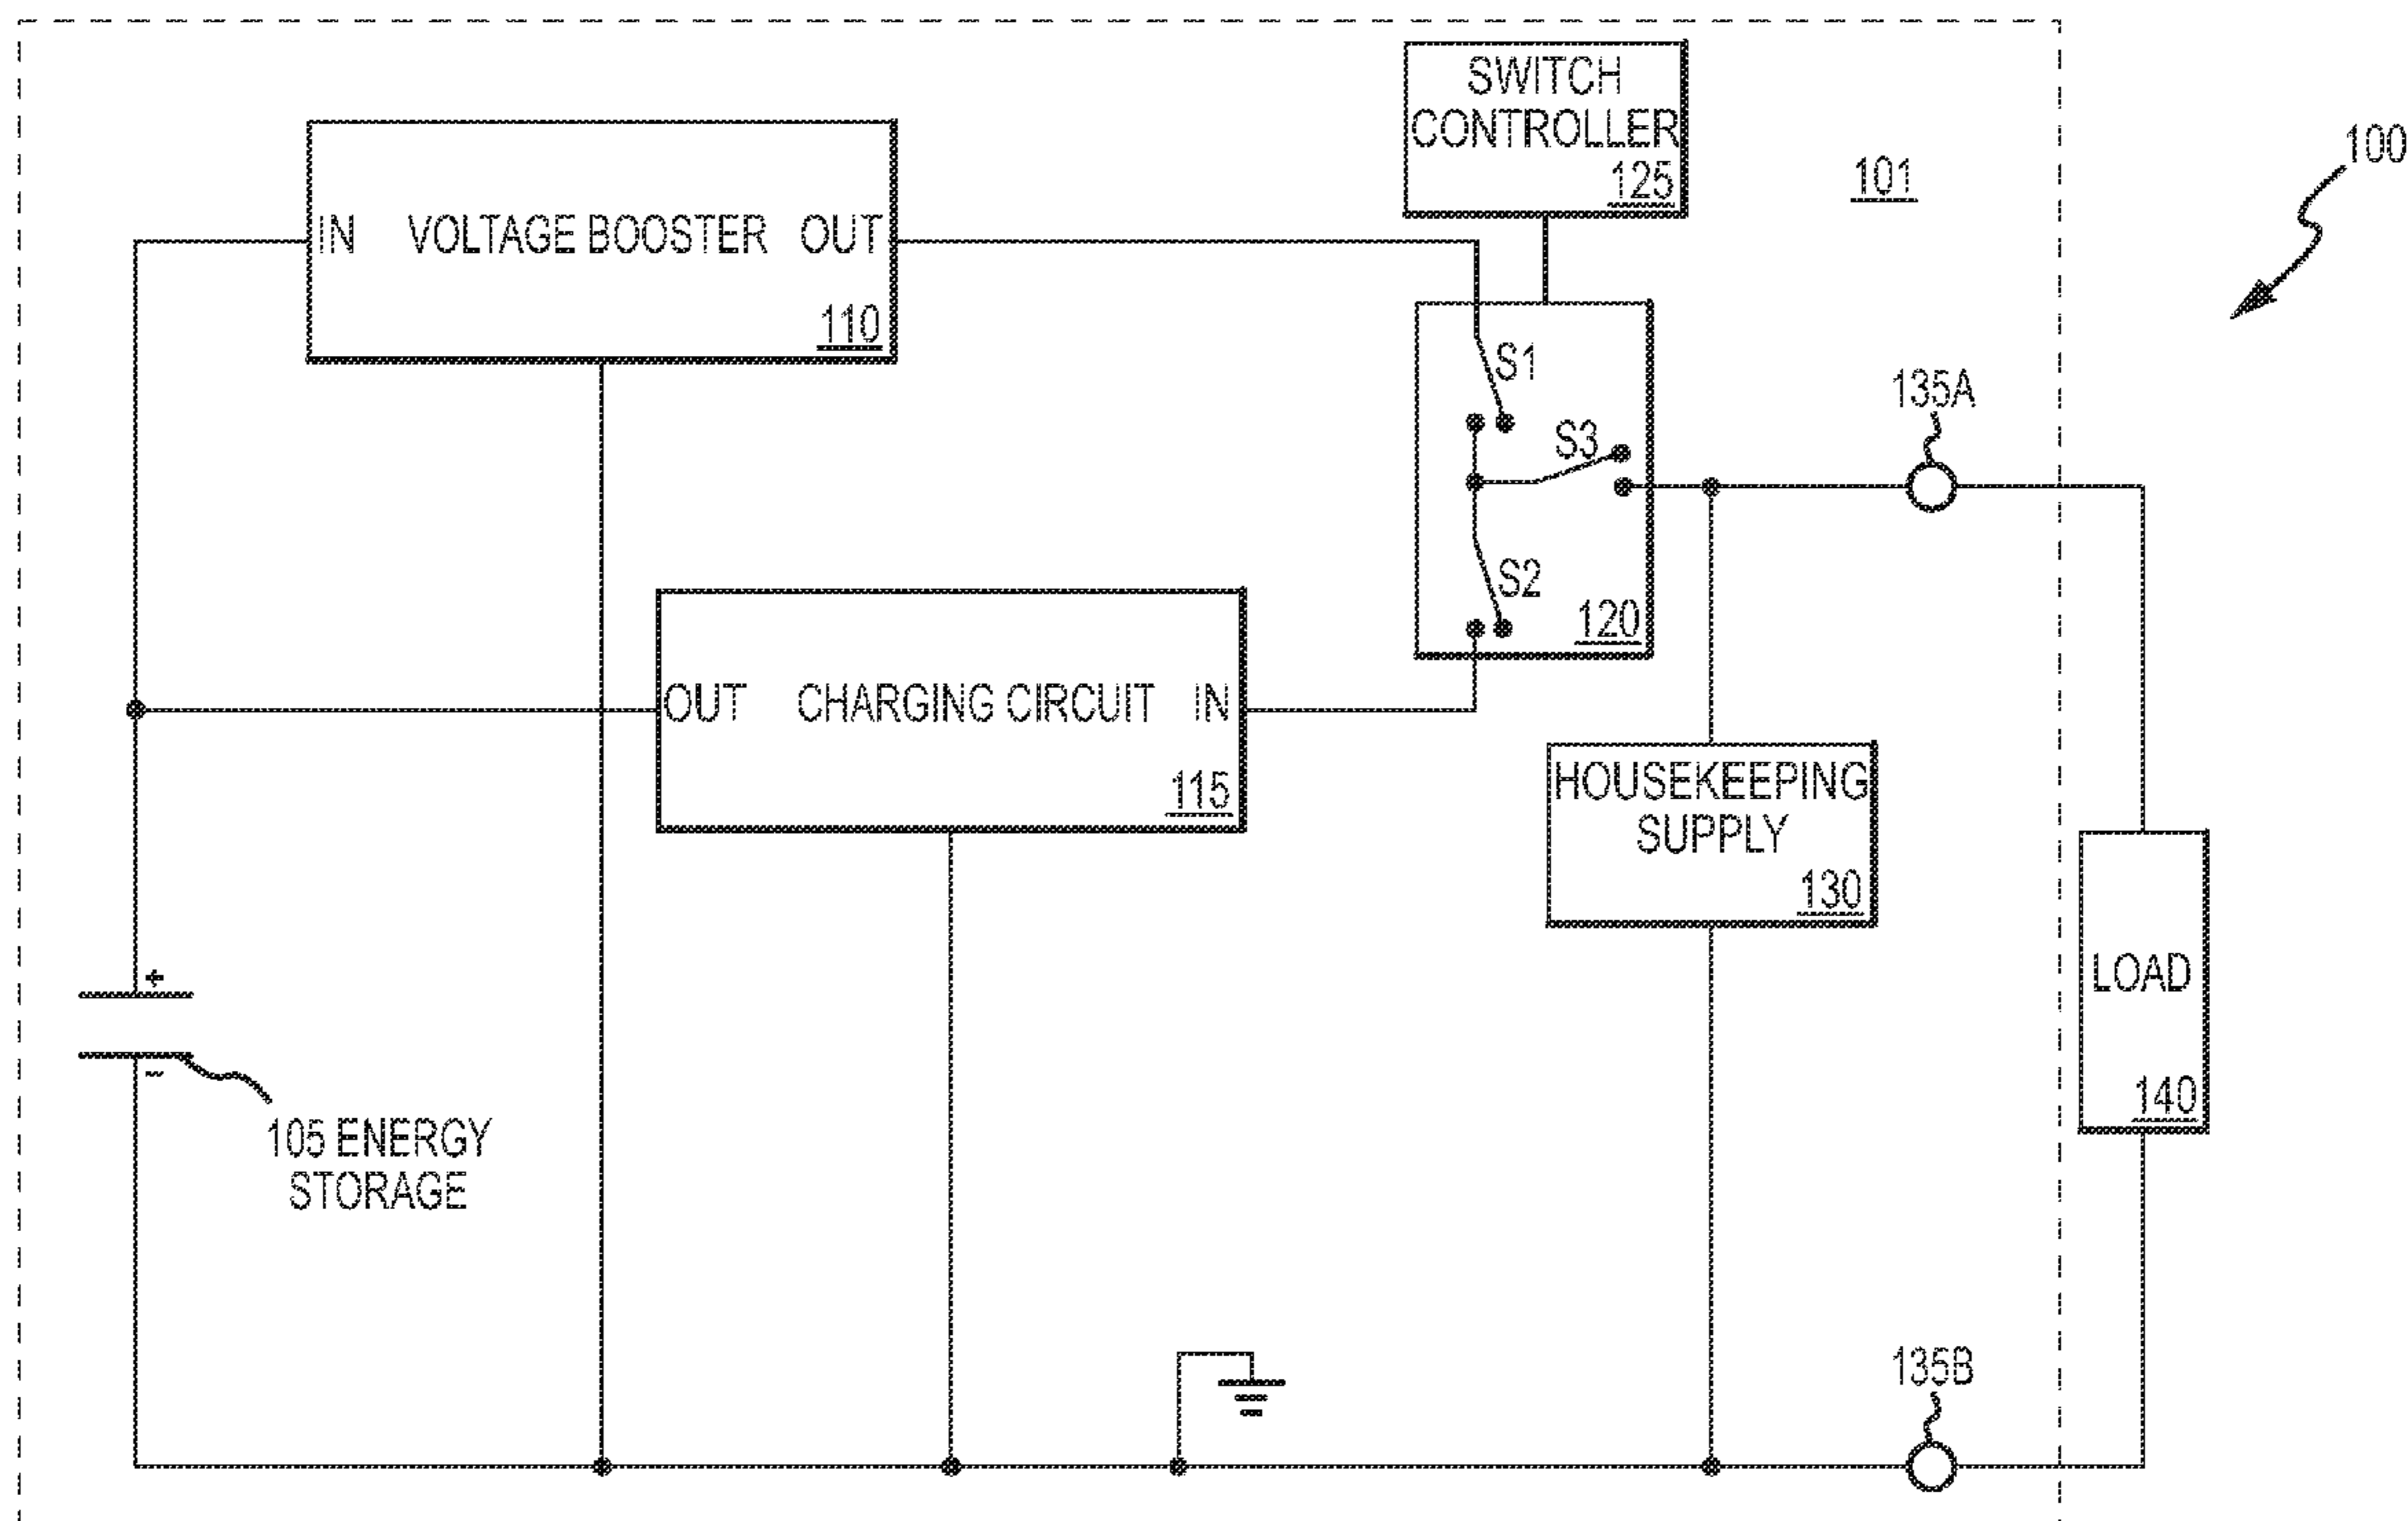 SWITCH
CONTROLLER
125
101
100
IN VOLTAGE BOOSTER OUT
110
S1
135A
S3
S2
120
OUT CHARGING CIRCUIT IN
115
HOUSEKEEPING
SUPPLY
130
+
LOAD
-
140
105 ENERGY
STORAGE
135B